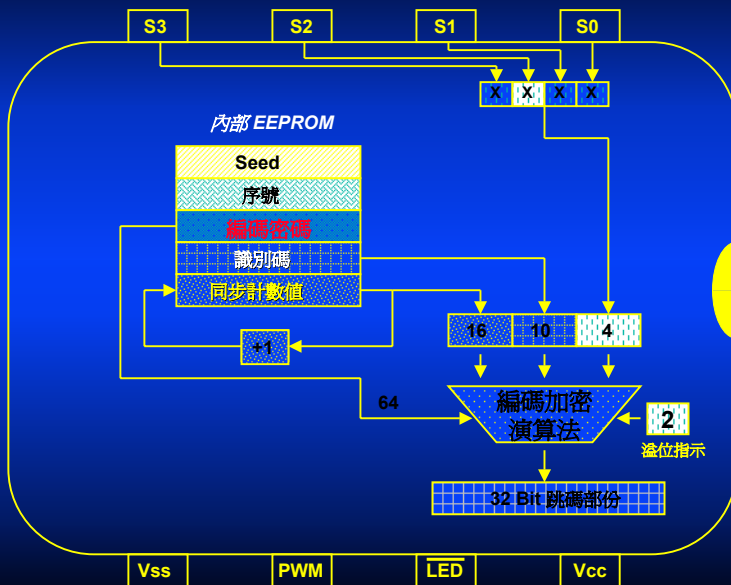 S3 S2 S1 S0
X X X X
內部 EEPROM
Seed
序號
編碼密碼
識別碼
同步計數值
+1
16 10 4
64
編碼加密
演算法
2
溢位指示
32 Bit 跳碼部份
Vss PWM LED Vcc